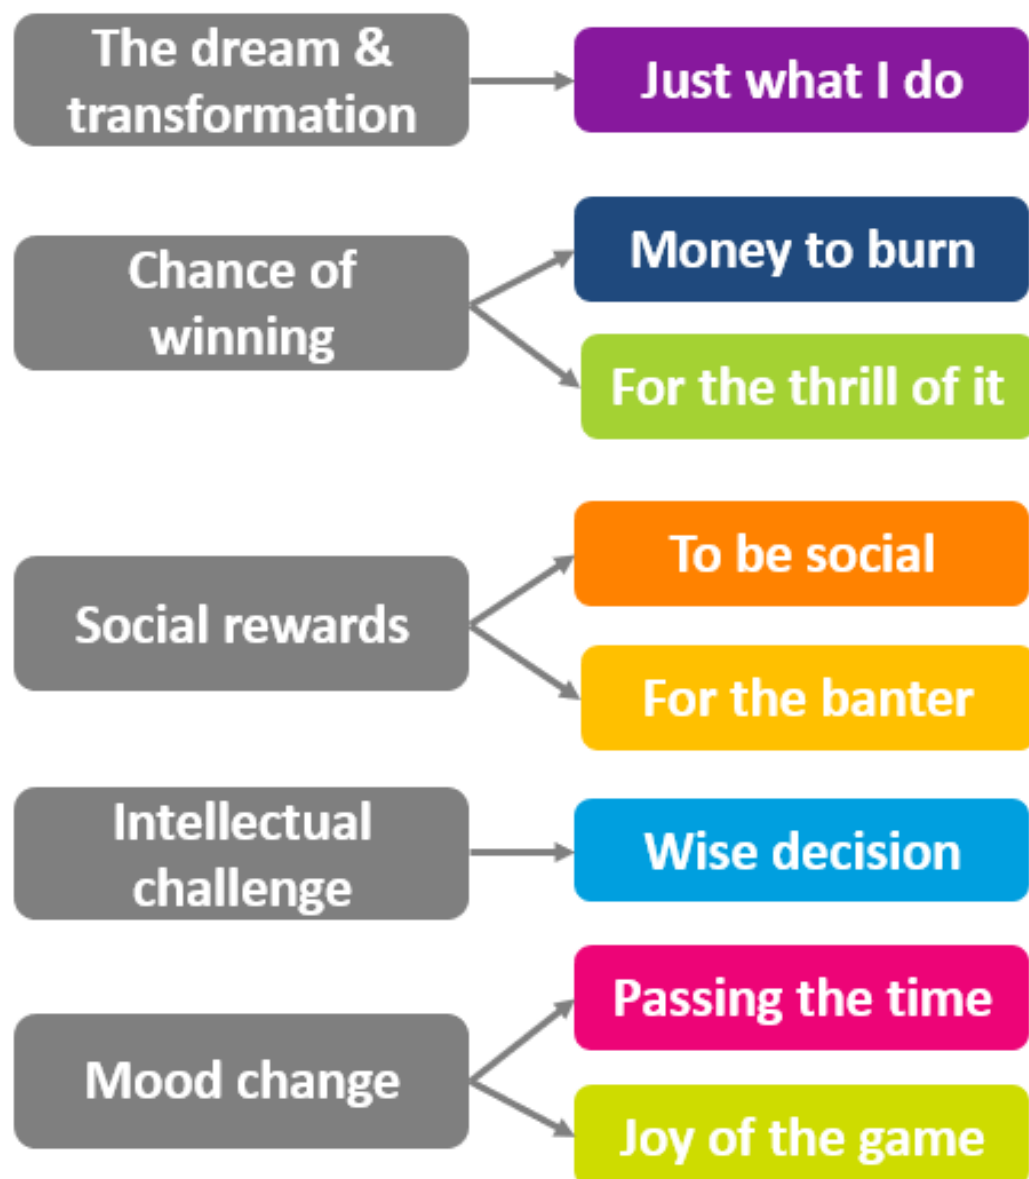 The dream &
transformation
Just what I do
Chance of
winning
Money to burn
For the thrill of it
Social rewards
To be social
For the banter
Intellectual
challenge
Wise decision
Mood change
Passing the time
Joy of the game